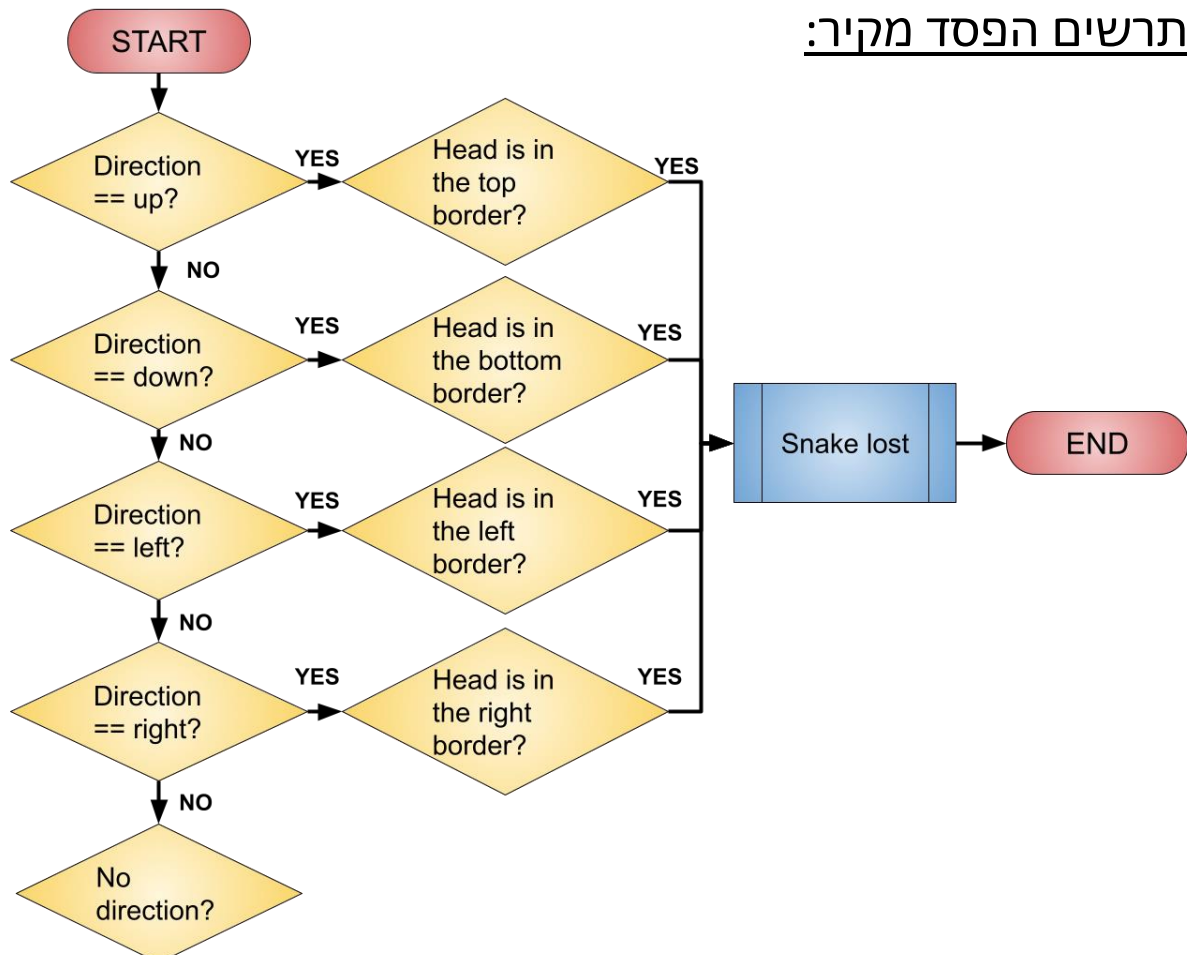 תרשים הפסד מקיר:
START
Direction
== up?
YES
Head is in
the top
border?
YES
NO
Direction
== down?
YES
Head is in
the bottom
border?
YES
NO
Direction
== left?
YES
Head is in
the left
border?
YES
NO
Direction
== right?
YES
Head is in
the right
border?
YES
NO
No
direction?
Snake lost
END